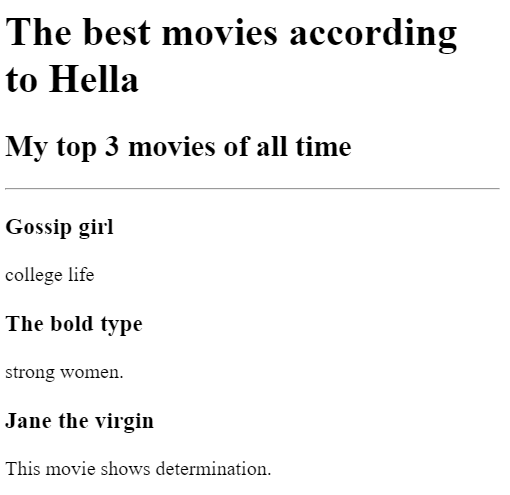 The best movies according
to Hella
My top 3 movies of all time
Gossip girl
college life
The bold type
strong women.
Jane the virgin
This movie shows determination.